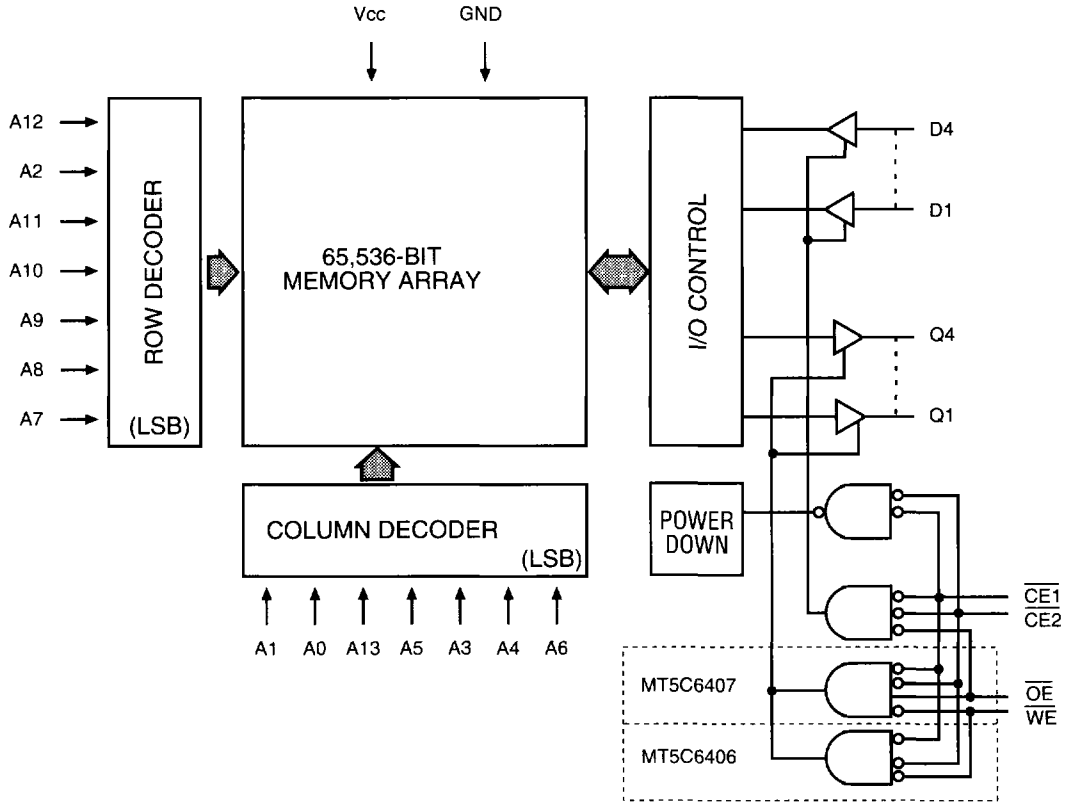 Vcc GND
A12
A2
A11
A10
A9
A8
A7
ROW DECODER
(LSB)
65,536-BIT
MEMORY ARRAY
I/O CONTROL
D4
D1
Q4
Q1
COLUMN DECODER
(LSB)
A1 A0 A13 A5 A3 A4 A6
POWER
DOWN
CE1
CE2
MT5C6407
OE
WE
MT5C6406